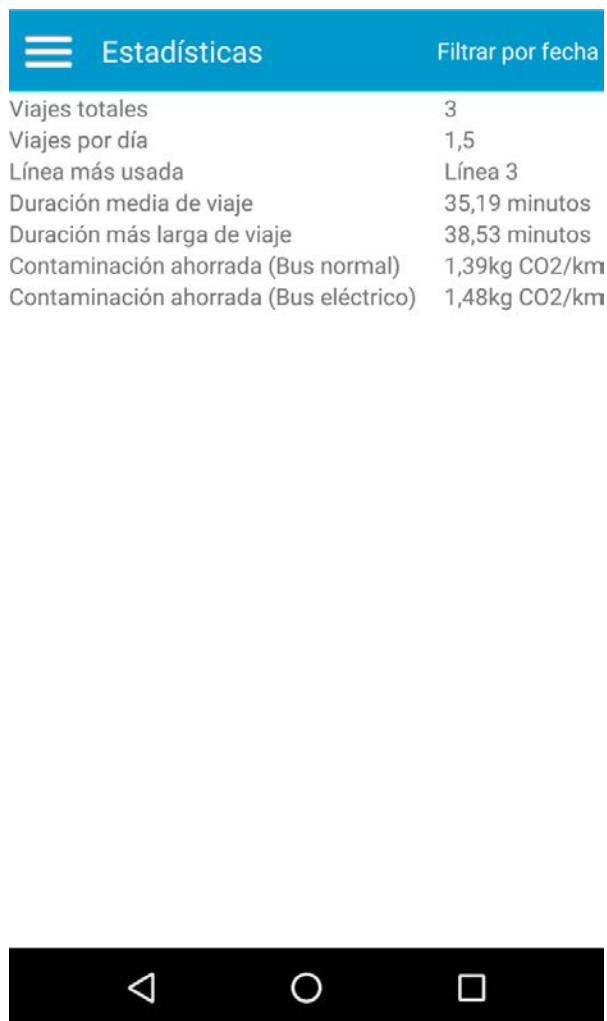 Estadísticas Filtrar por fecha
Viajes totales 3
Viajes por día 1,5
Línea más usada Línea 3
Duración media de viaje 35,19 minutos
Duración más larga de viaje 38,53 minutos
Contaminación ahorrada (Bus normal) 1,39kg CO2/km
Contaminación ahorrada (Bus eléctrico) 1,48kg CO2/km